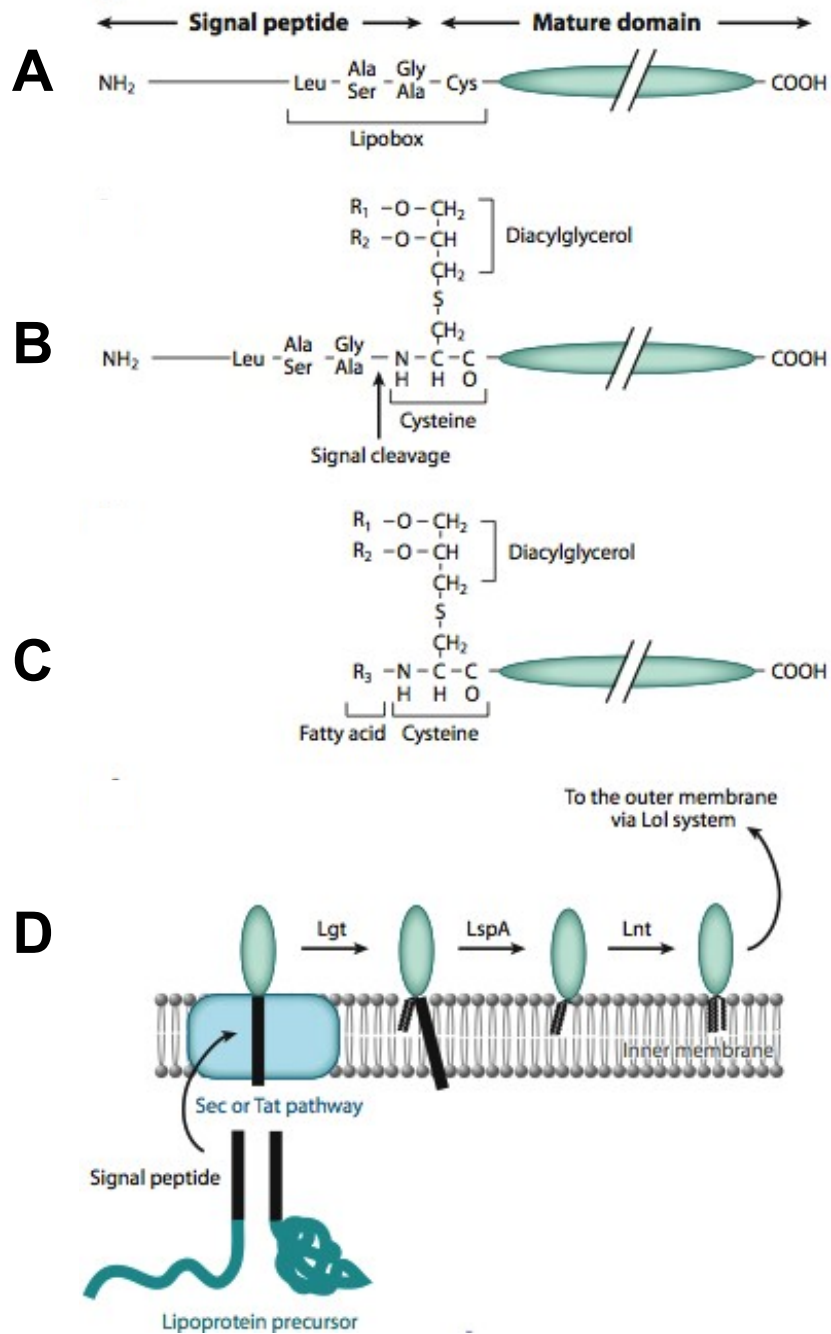 Signal peptide Mature domain
A
NH2 Leu – Ala Ser – Gly Ala – Cys COOH
Lipobox
R1 –O–CH2
R2 –O–CH
CH2
Diacylglycerol
S
CH2
B
NH2 Leu – Ala Ser – Gly Ala – N H – C H – C O COOH
Cysteine
Signal cleavage
R1 –O–CH2
R2 –O–CH
CH2
Diacylglycerol
S
CH2
C
R3 –N H – C H – C O COOH
Fatty acid Cysteine
To the outer membrane
via Lol system
D
Lgt LspA Lnt
Inner membrane
Sec or Tat pathway
Signal peptide
Lipoprotein precursor